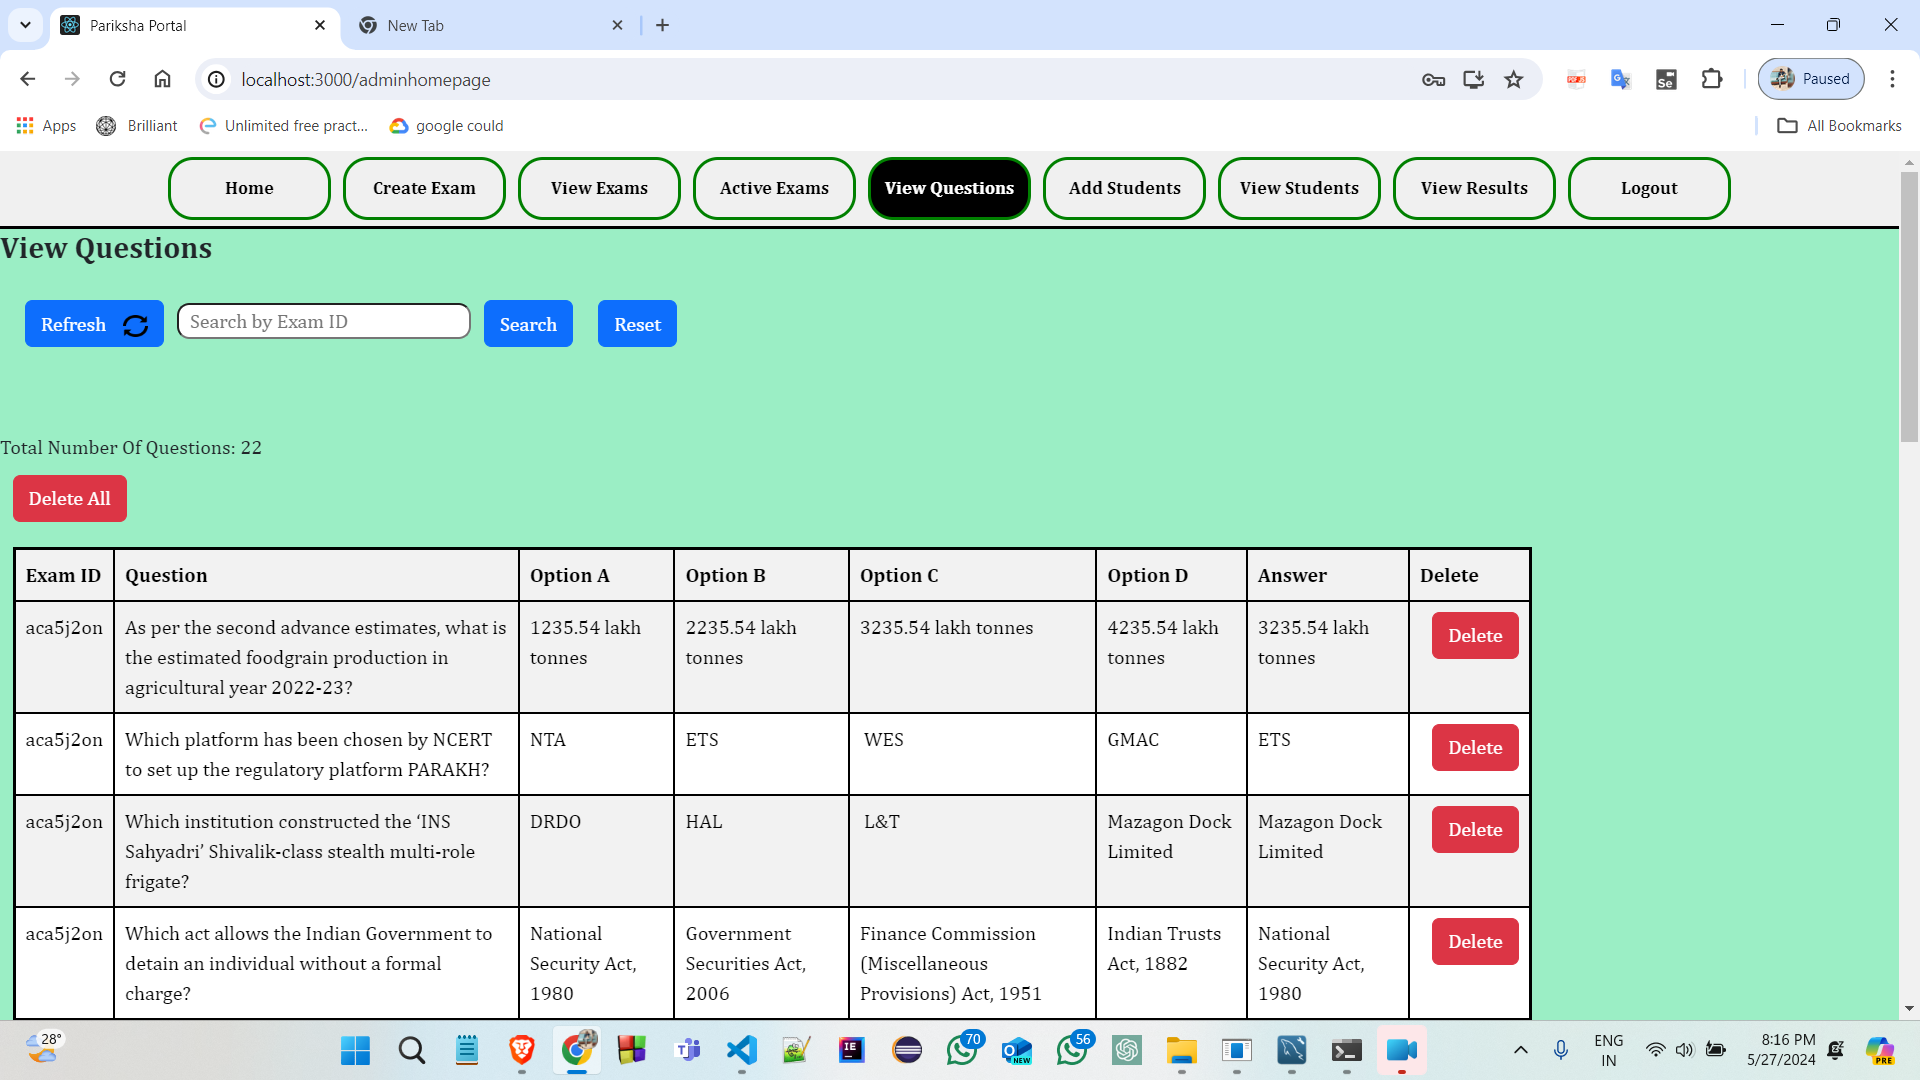 Pariksha Portal
New Tab
localhost:3000/adminhomepage
Paused
Apps
Brilliant
Unlimited free pract...
google could
All Bookmarks
Home
Create Exam
View Exams
Active Exams
View Questions
Add Students
View Students
View Results
Logout
View Questions
Refresh
Search by Exam ID
Search
Reset
Total Number Of Questions: 22
Delete All
Exam ID Question Option A Option B Option C Option D Answer Delete
aca5j2on As per the second advance estimates, what is 1235.54 lakh 2235.54 lakh 3235.54 lakh tonnes 4235.54 lakh 3235.54 lakh Delete
the estimated foodgrain production in tonnes tonnes tonnes tonnes
agricultural year 2022-23?
aca5j2on Which platform has been chosen by NCERT NTA ETS WES GMAC ETS Delete
to set up the regulatory platform PARAKH?
aca5j2on Which institution constructed the ‘INS DRDO HAL L&T Mazagon Dock Mazagon Dock Delete
Sahyadri’ Shivalik-class stealth multi-role Limited Limited
frigate?
aca5j2on Which act allows the Indian Government to National Government Finance Commission Indian Trusts National Delete
detain an individual without a formal Security Act, Securities Act, (Miscellaneous Act, 1882 Security Act,
charge? 1980 2006 Provisions) Act, 1951 1980
28°
70
NEW
56
ENG
IN
8:16 PM
5/27/2024
PRE